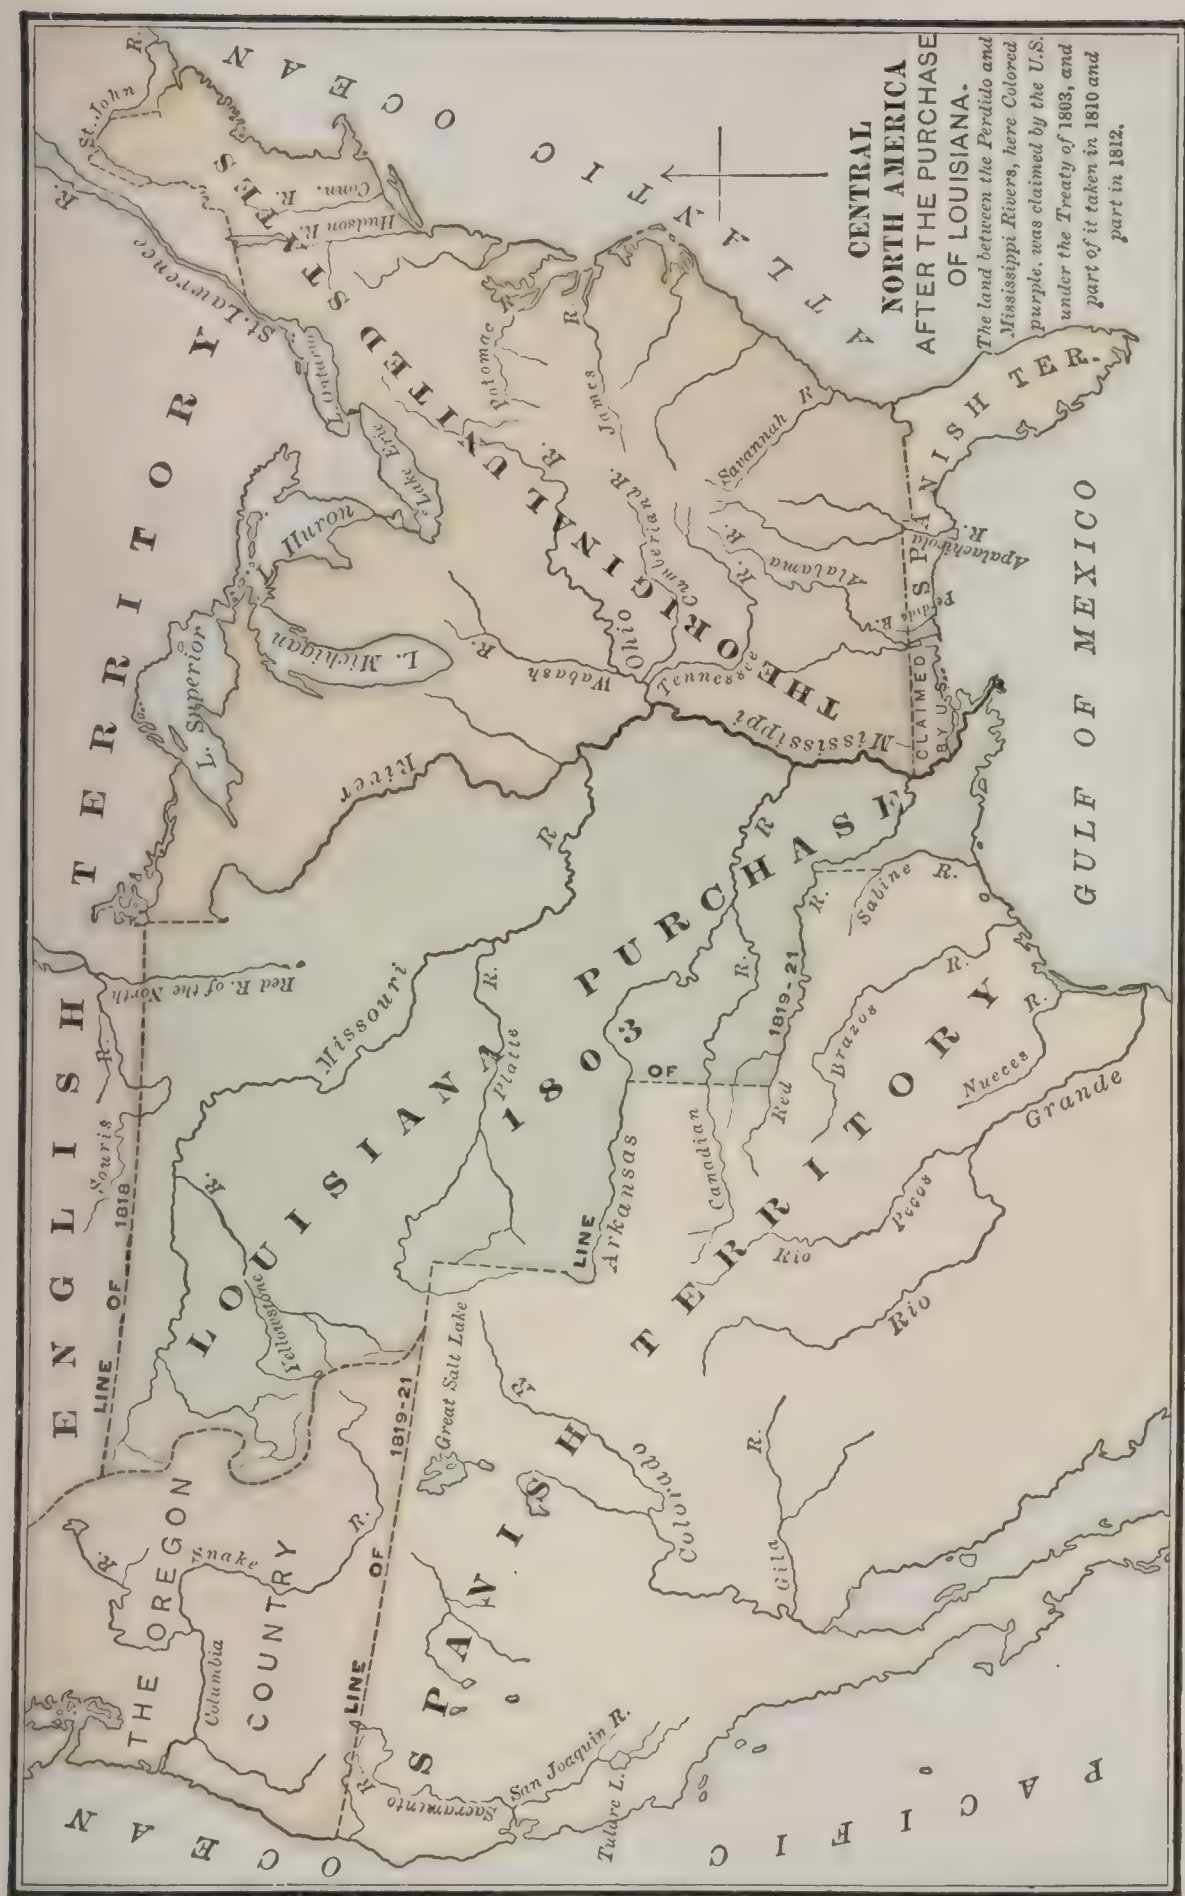 CENTRAL
NORTH AMERICA
AFTER THE PURCHASE
OF LOUISIANA.
The land between the Perdido and
Mississippi Rivers, here Colored
purple, was claimed by the U.S.
under the Treaty of 1803, and
part of it taken in 1810 and
part in 1812.
ENGLISH TERRITORY
LINE OF 1818
Souris R.
Red R. of the North
THE OREGON
COUNTRY
R.
Columbia
Snake R.
LINE OF 1819-21
LOUISIANA PURCHASE
1803
Yellowstone R.
Missouri R
Platte R.
Arkansas R
Canadian R.
Red R.
LINE OF 1819-21
SPANISH TERRITORY
Great Salt Lake
Colorado R
Gila R.
Sacramento R.
San Joaquin R.
Tulare L.
Rio Grande
Rio Pecos
Nueces R.
Brazos R.
Sabine R.
THE ORIGINAL UNITED STATES
L. Superior
L. Michigan
Huron
Lake Erie
L. Ontario
St. Lawrence R.
St. John R.
Conn. R.
Hudson R.
Potomac
James R.
Savannah R
Cumberland R.
Tennessee R.
Ohio R.
Wabash R.
Mississippi River
Alabama R.
R.
Apalachicola R.
Perdido R.
CLAIMED
BY U.S.
SPANISH TER.
GULF OF MEXICO
ATLANTIC OCEAN
PACIFIC OCEAN